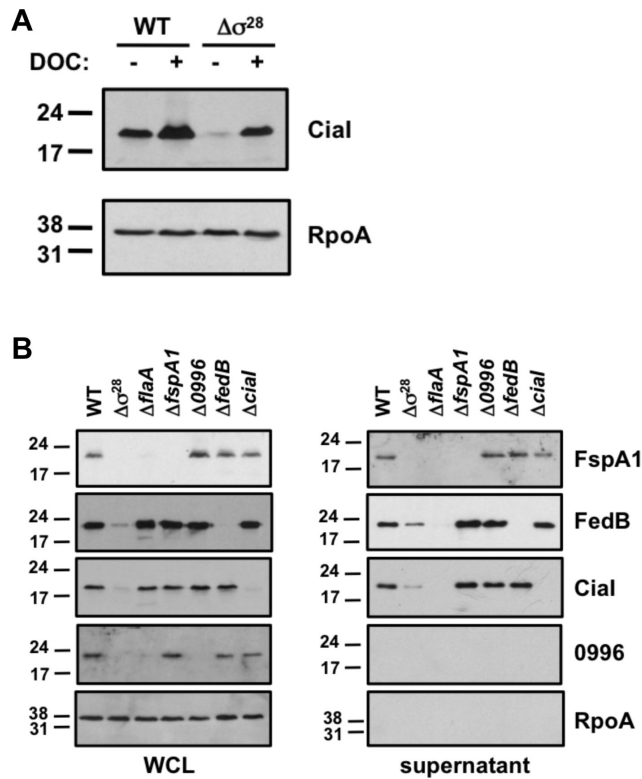 A
WT Δσ28
DOC: - + - +
24
17
CiaI
38
31
RpoA
B
WT Δσ28 ΔflaA ΔfspA1 Δ0996 ΔfedB ΔciaI
WT Δσ28 ΔflaA ΔfspA1 Δ0996 ΔfedB ΔciaI
24 24
17 17
FspA1
24 24
17 17
FedB
24 24
17 17
CiaI
24 24
17 17
0996
38 38
31 31
RpoA
WCL supernatant